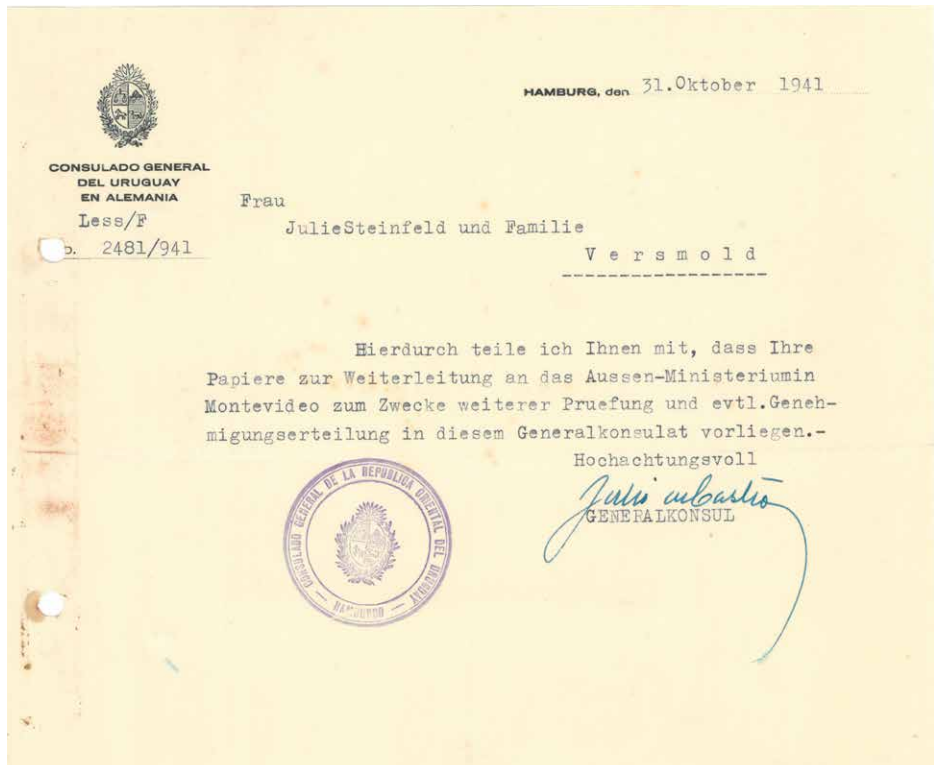 HAMBURG, den 31.Oktober 1941
CONSULADO GENERAL
DEL URUGUAY
EN ALEMANIA
Less/F
o. 2481/941
Frau
JulieSteinfeld und Familie
Versmold
Hierdurch teile ich Ihnen mit, dass Ihre
Papiere zur Weiterleitung an das Aussen-Ministeriumin
Montevideo zum Zwecke weiterer Pruefung und evtl.Geneh-
migungserteilung in diesem Generalkonsulat vorliegen.-
Hochachtungsvoll
GENERALKONSUL
CONSULADO GENERAL DE LA REPUBLICA ORIENTAL DEL URUGUAY
HAMBURGO